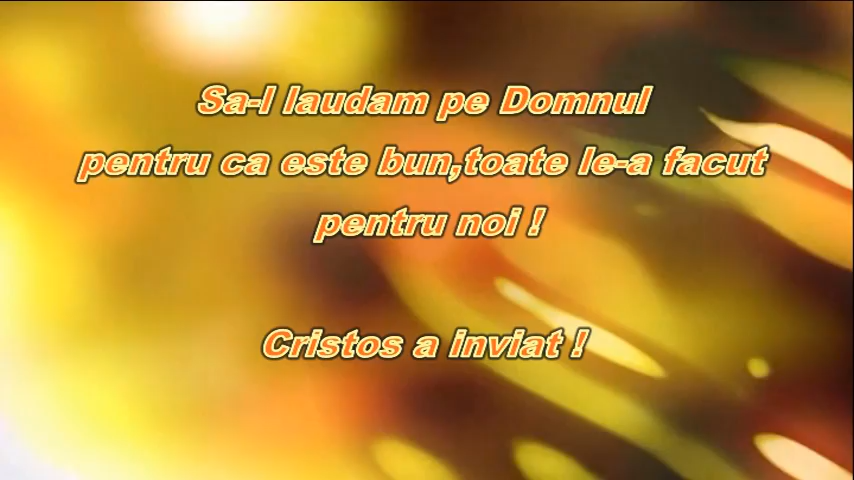 Sa-l laudam pe Domnul
pentru ca este bun,toate le-a facut
pentru noi !
Cristos a inviat !